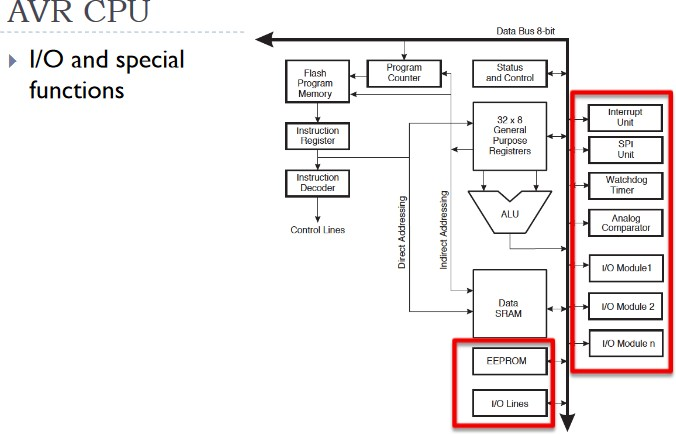 AVR CPU
I/O and special
functions
Data Bus 8-bit
Flash
Program
Memory
Program
Counter
Status
and Control
Instruction
Register
32 x 8
General
Purpose
Registrers
Instruction
Decoder
Control Lines
Direct Addressing
Indirect Addressing
ALU
Data
SRAM
EEPROM
I/O Lines
Interrupt
Unit
SPI
Unit
Watchdog
Timer
Analog
Comparator
I/O Module1
I/O Module 2
I/O Module n